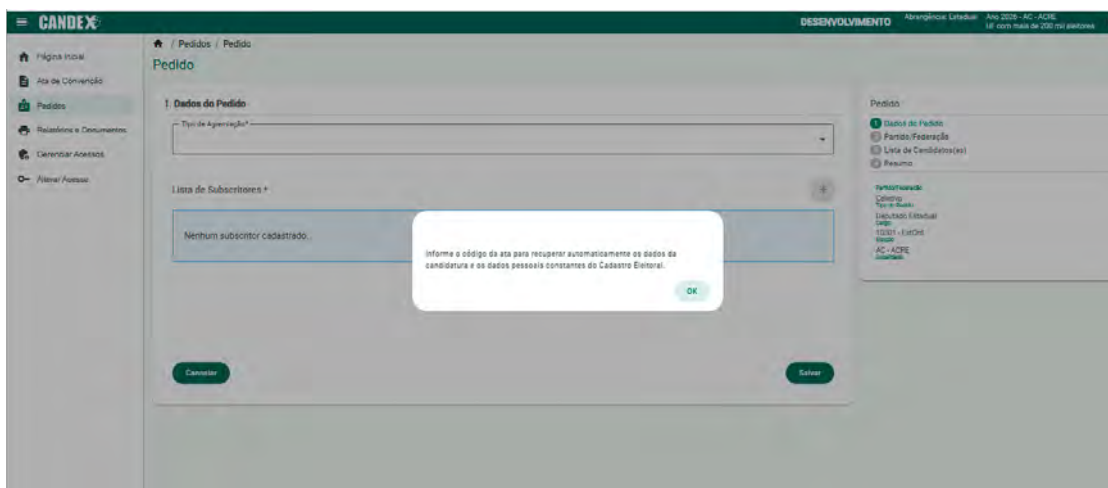 CANDEX
DESENVOLVIMENTO
Abrangência: Estadual
Ano 2026 - AC - ACRE
UF com mais de 200 mil eleitores
/ Pedidos / Pedido
Pedido
Página Inicial
Ata de Convenção
Pedidos
Relatórios e Documentos
Gerenciar Acessos
Alterar Acesso
Dados do Pedido
Tipo de Agremiação*
Lista de Subscritores *
+
Nenhum subscritor cadastrado.
Informe o código da ata para recuperar automaticamente os dados da
candidatura e os dados pessoais constantes do Cadastro Eleitoral.
OK
Cancelar
Salvar
Pedido
1 Dados do Pedido
Partido/Federação
Lista de Candidatos(as)
Resumo
Partido/Federação
Coletivo
Deputado Estadual
Cargo
AC - ACRE